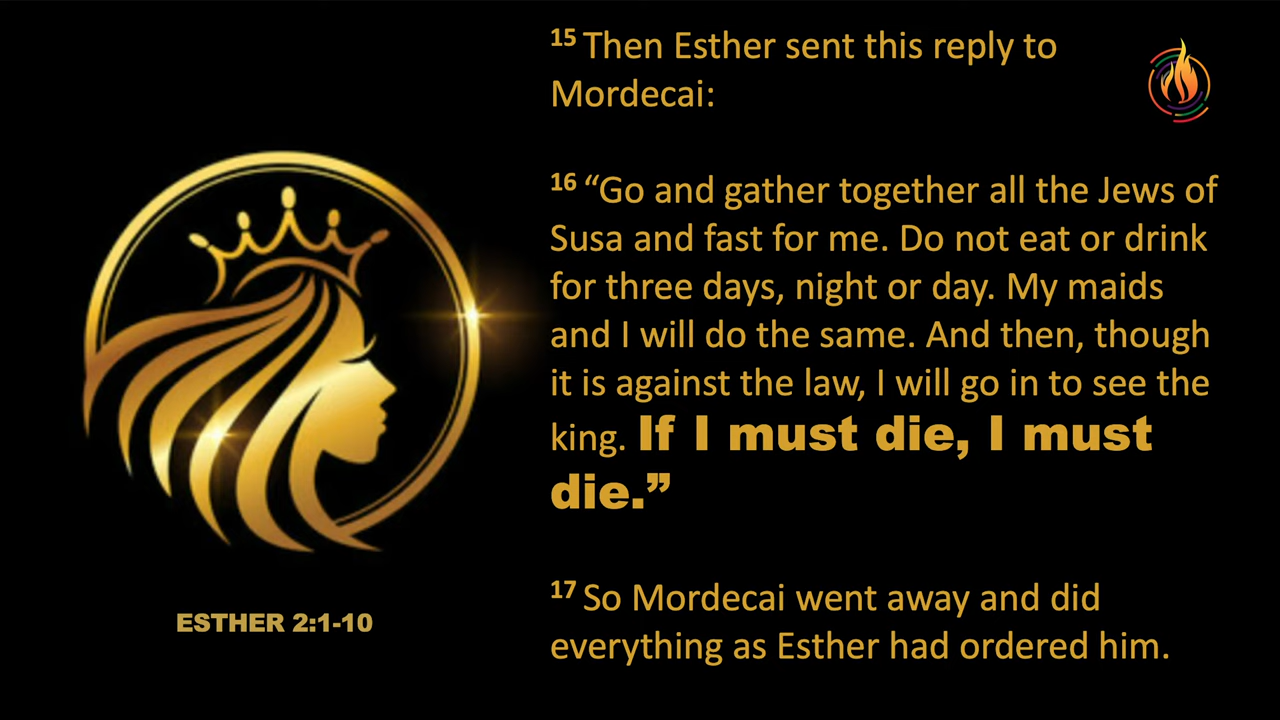 15 Then Esther sent this reply to
Mordecai:
16 “Go and gather together all the Jews of
Susa and fast for me. Do not eat or drink
for three days, night or day. My maids
and I will do the same. And then, though
it is against the law, I will go in to see the
king. If I must die, I must
die.”
17 So Mordecai went away and did
everything as Esther had ordered him.
ESTHER 2:1-10